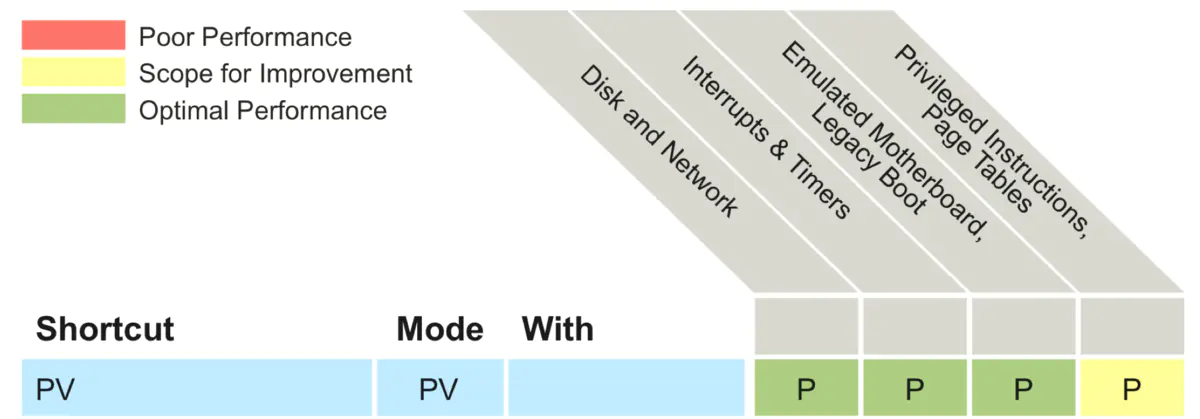 Poor Performance
Scope for Improvement
Optimal Performance
Disk and Network
Interrupts & Timers
Emulated Motherboard,
Legacy Boot
Privileged Instructions,
Page Tables
Shortcut Mode With
PV PV P P P P